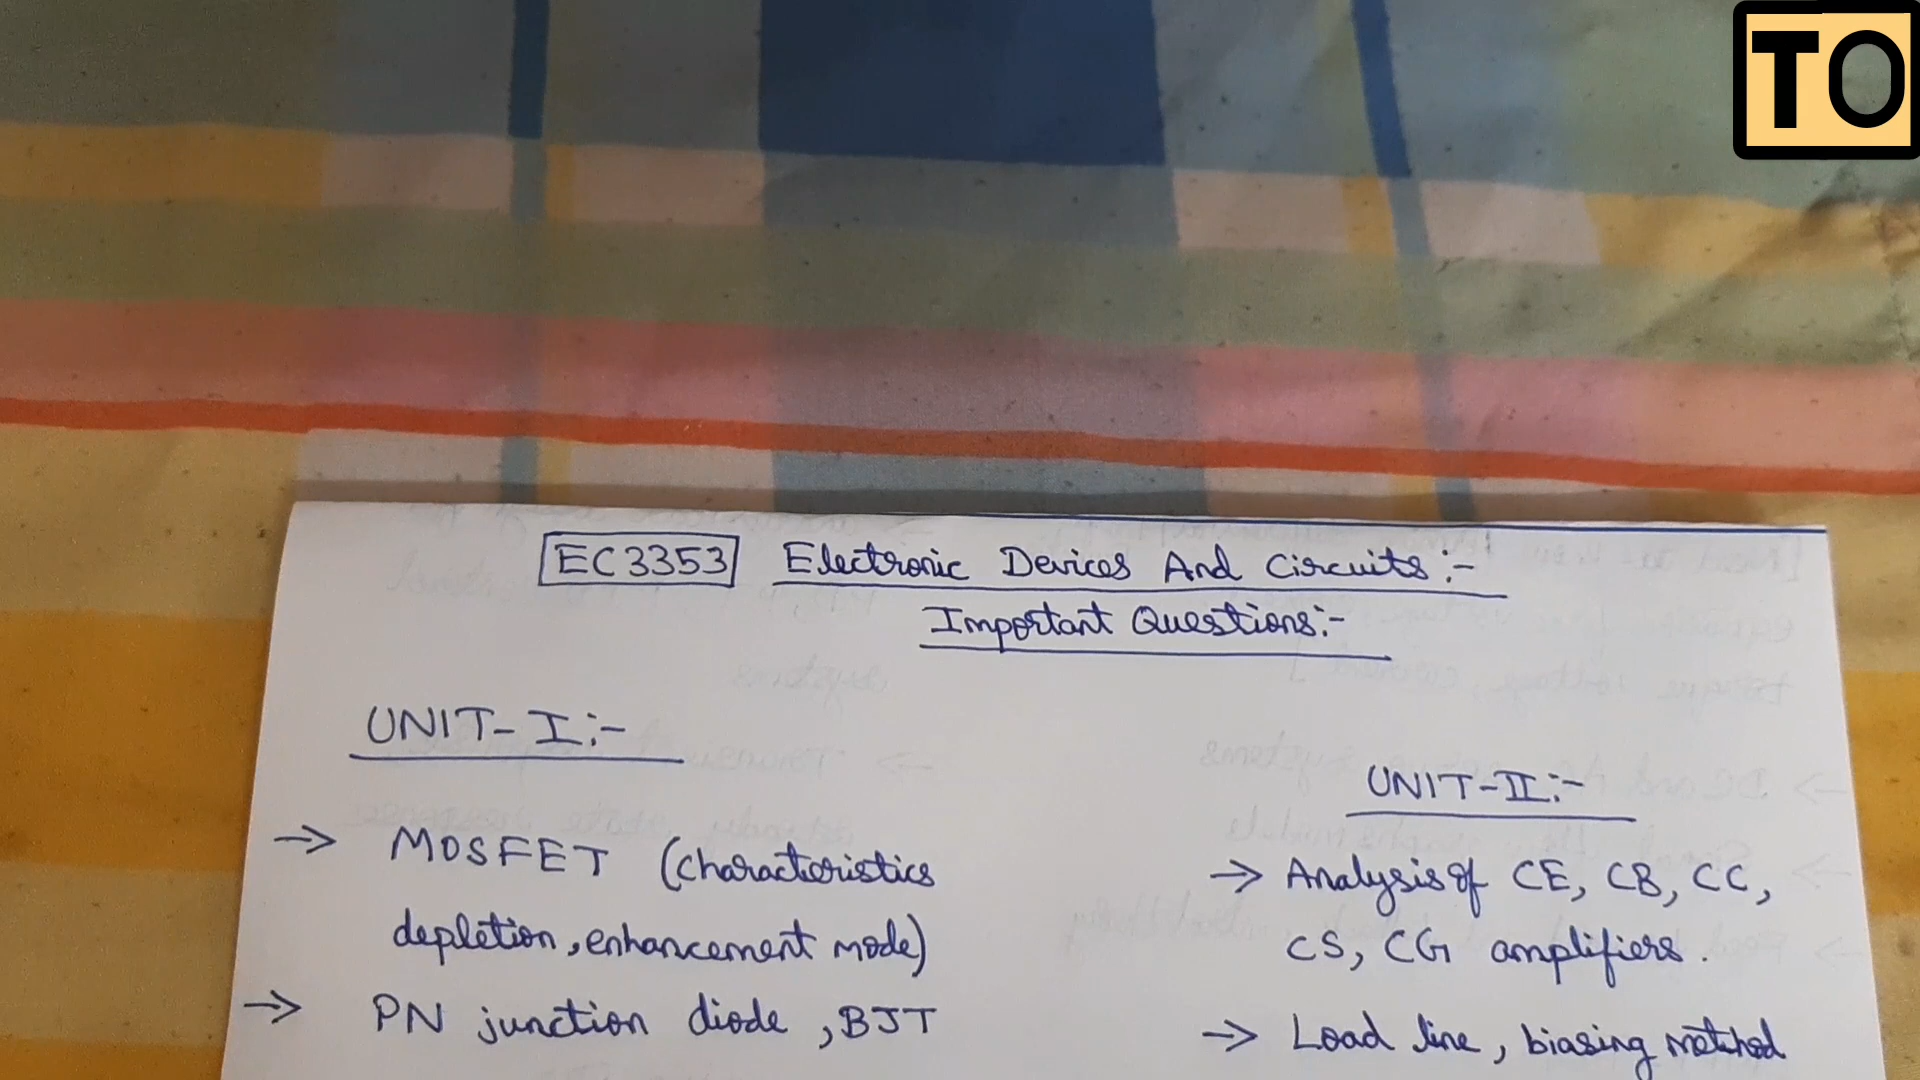 TO
EC3353 Electronic Devices And Circuits:-
Important Questions:-
UNIT-I:-
→ MOSFET (characteristics
depletion, enhancement mode)
→ PN junction diode, BJT
UNIT-II:-
→ Analysis of CE, CB, CC,
CS, CG amplifiers.
→ Load line, biasing method